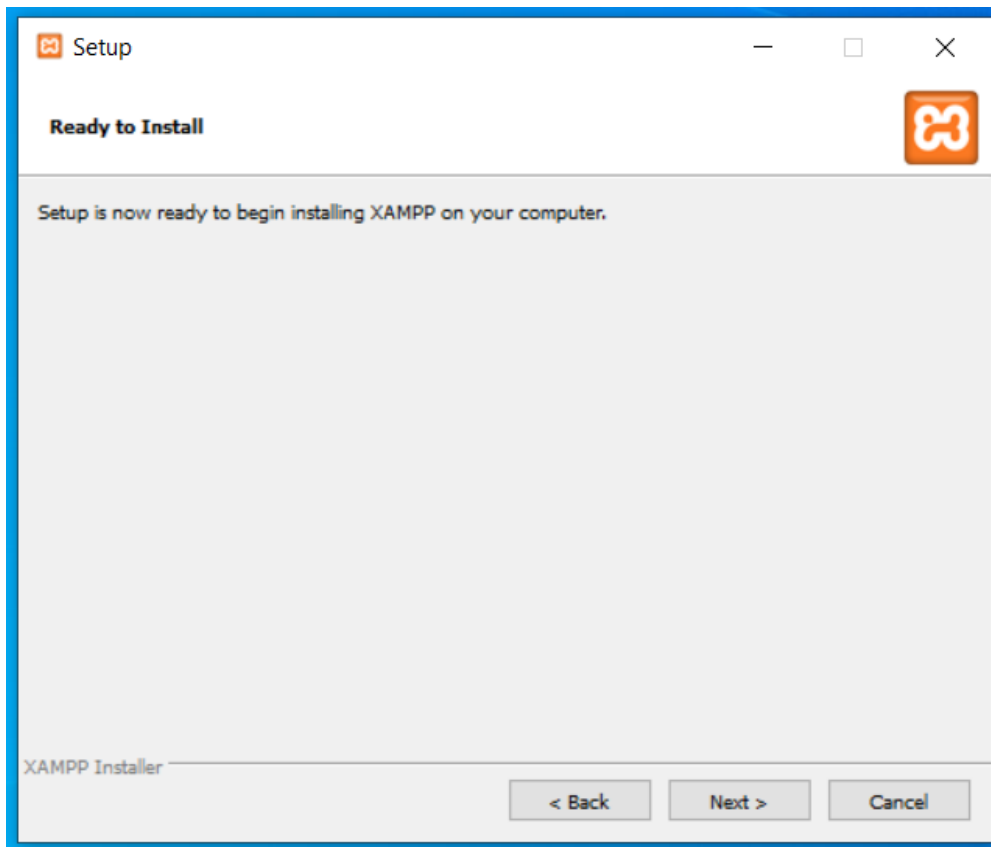 Setup
Ready to Install
Setup is now ready to begin installing XAMPP on your computer.
XAMPP Installer
< Back Next > Cancel